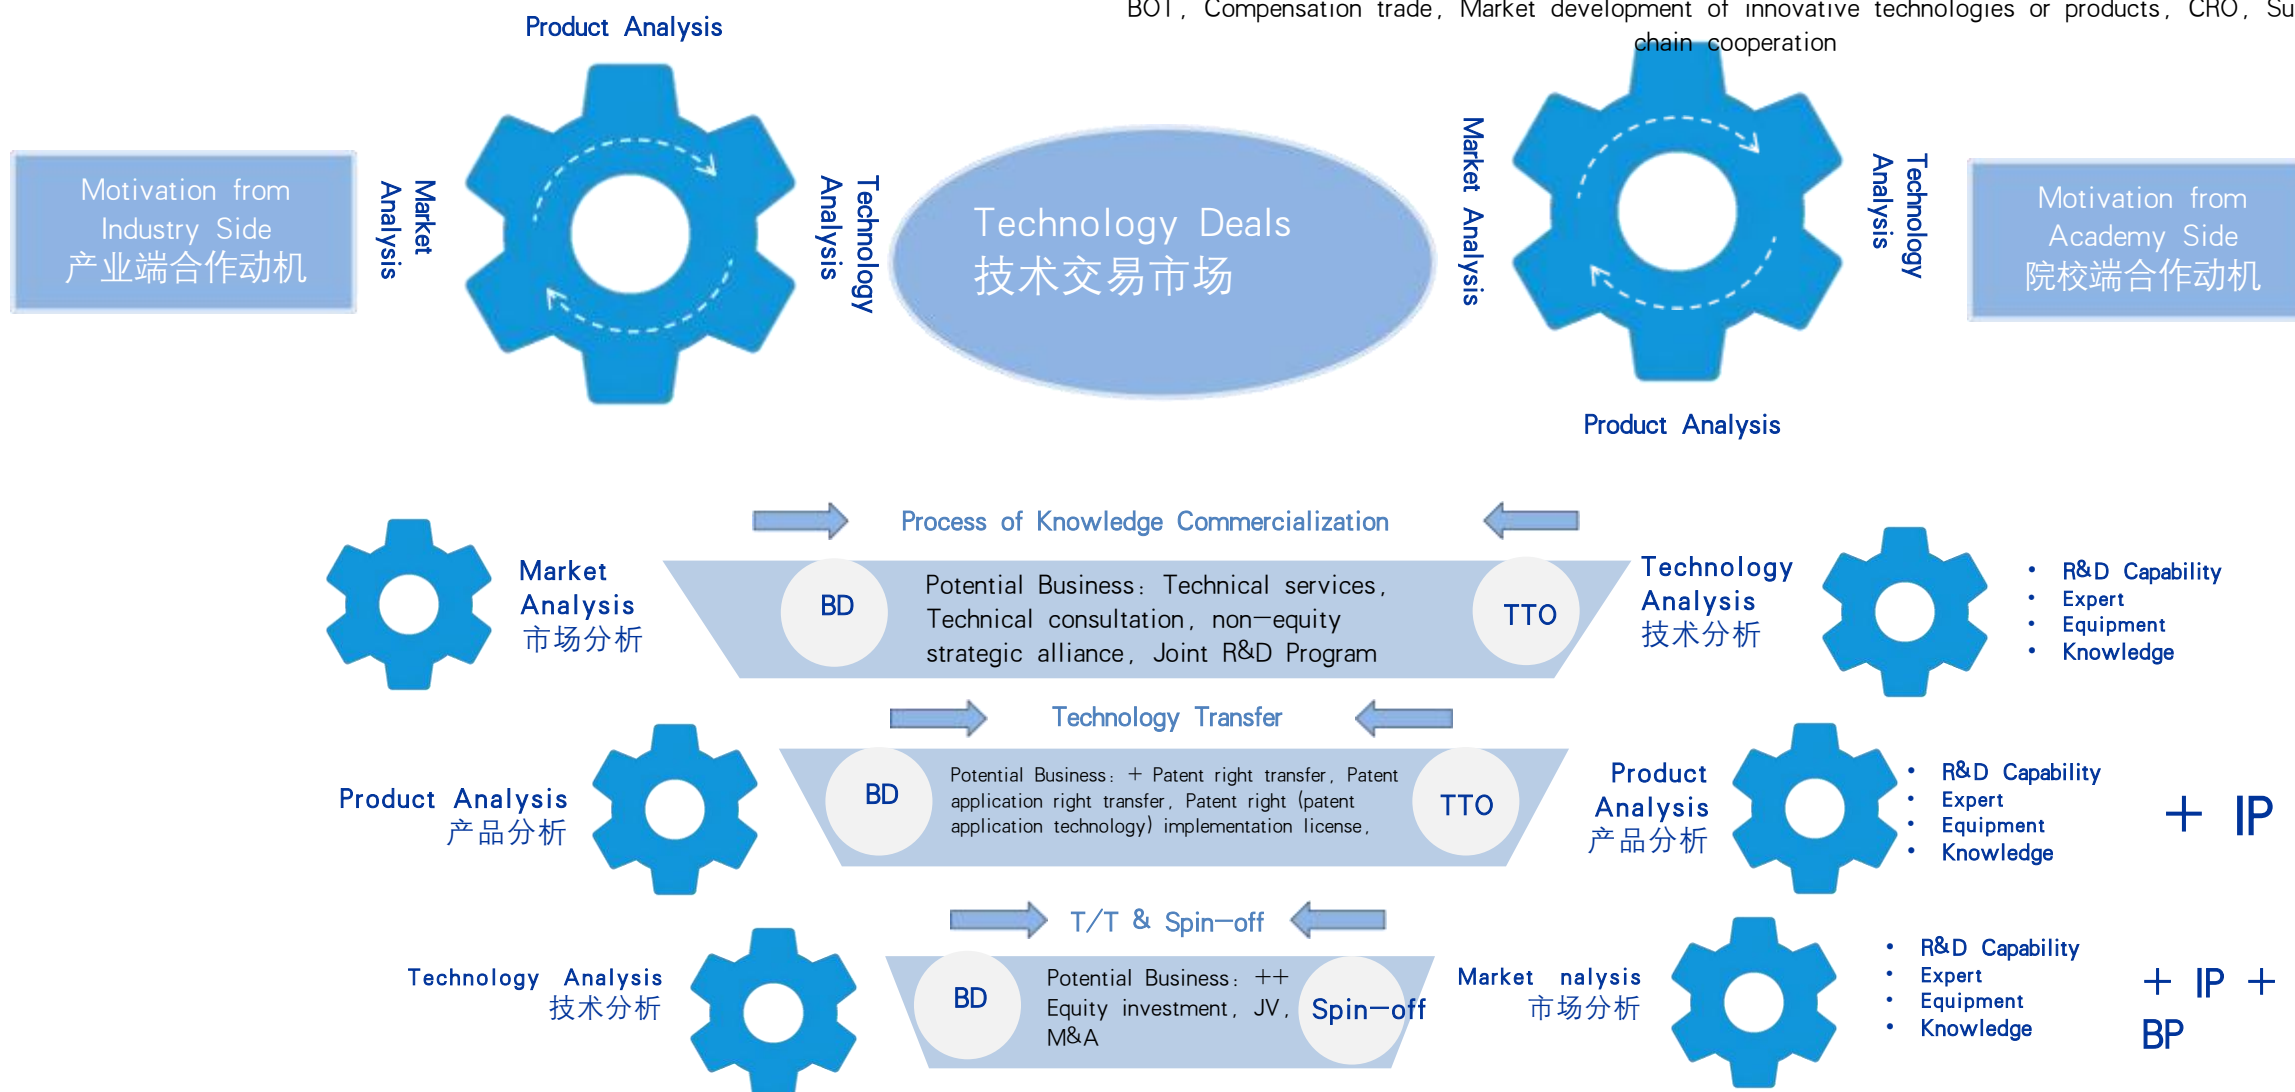 BOT, Compensation trade, Market development of innovative technologies or products, CRO,
chain cooperation
Product Analysis
Motivation from
Industry Side
产业端合作动机
Market
Analysis
Technology
Analysis
Technology Deals
技术交易市场
Market Analysis
Technology
Analysis
Motivation from
Academy Side
院校端合作动机
Product Analysis
Process of Knowledge Commercialization
Market
Analysis
市场分析
BD
Potential Business: Technical services,
Technical consultation, non-equity
strategic alliance, Joint R&D Program
TTO
Technology
Analysis
技术分析
• R&D Capability
• Expert
• Equipment
• Knowledge
Technology Transfer
Product Analysis
产品分析
BD
Potential Business: + Patent right transfer, Patent
application right transfer, Patent right (patent
application technology) implementation license,
TTO
Product
Analysis
产品分析
• R&D Capability
• Expert
• Equipment
• Knowledge
+ IP
T/T & Spin-off
Technology Analysis
技术分析
BD
Potential Business: ++
Equity investment, JV,
M&A
Spin-off
Market nalysis
市场分析
• R&D Capability
• Expert
• Equipment
• Knowledge
+ IP +
BP